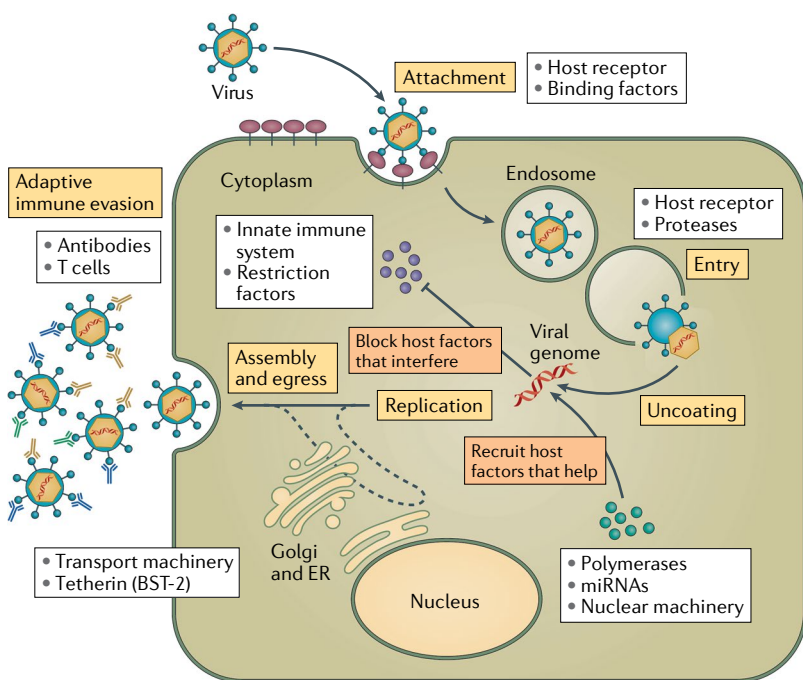 Virus
Attachment
• Host receptor
• Binding factors
Cytoplasm
Endosome
Adaptive
immune evasion
• Antibodies
• T cells
• Innate immune
system
• Restriction
factors
• Host receptor
• Proteases
Entry
Block host factors
that interfere
Viral
genome
Assembly
and egress
Replication
Uncoating
Recruit host
factors that help
Golgi
and ER
• Transport machinery
• Tetherin (BST-2)
Nucleus
• Polymerases
• miRNAs
• Nuclear machinery